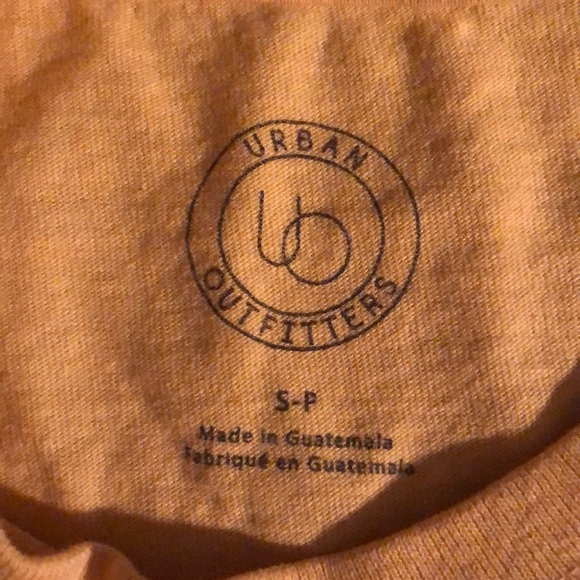 URBAN
UO
OUTFITTERS
S-P
Made in Guatemala
Fabriqué en Guatemala